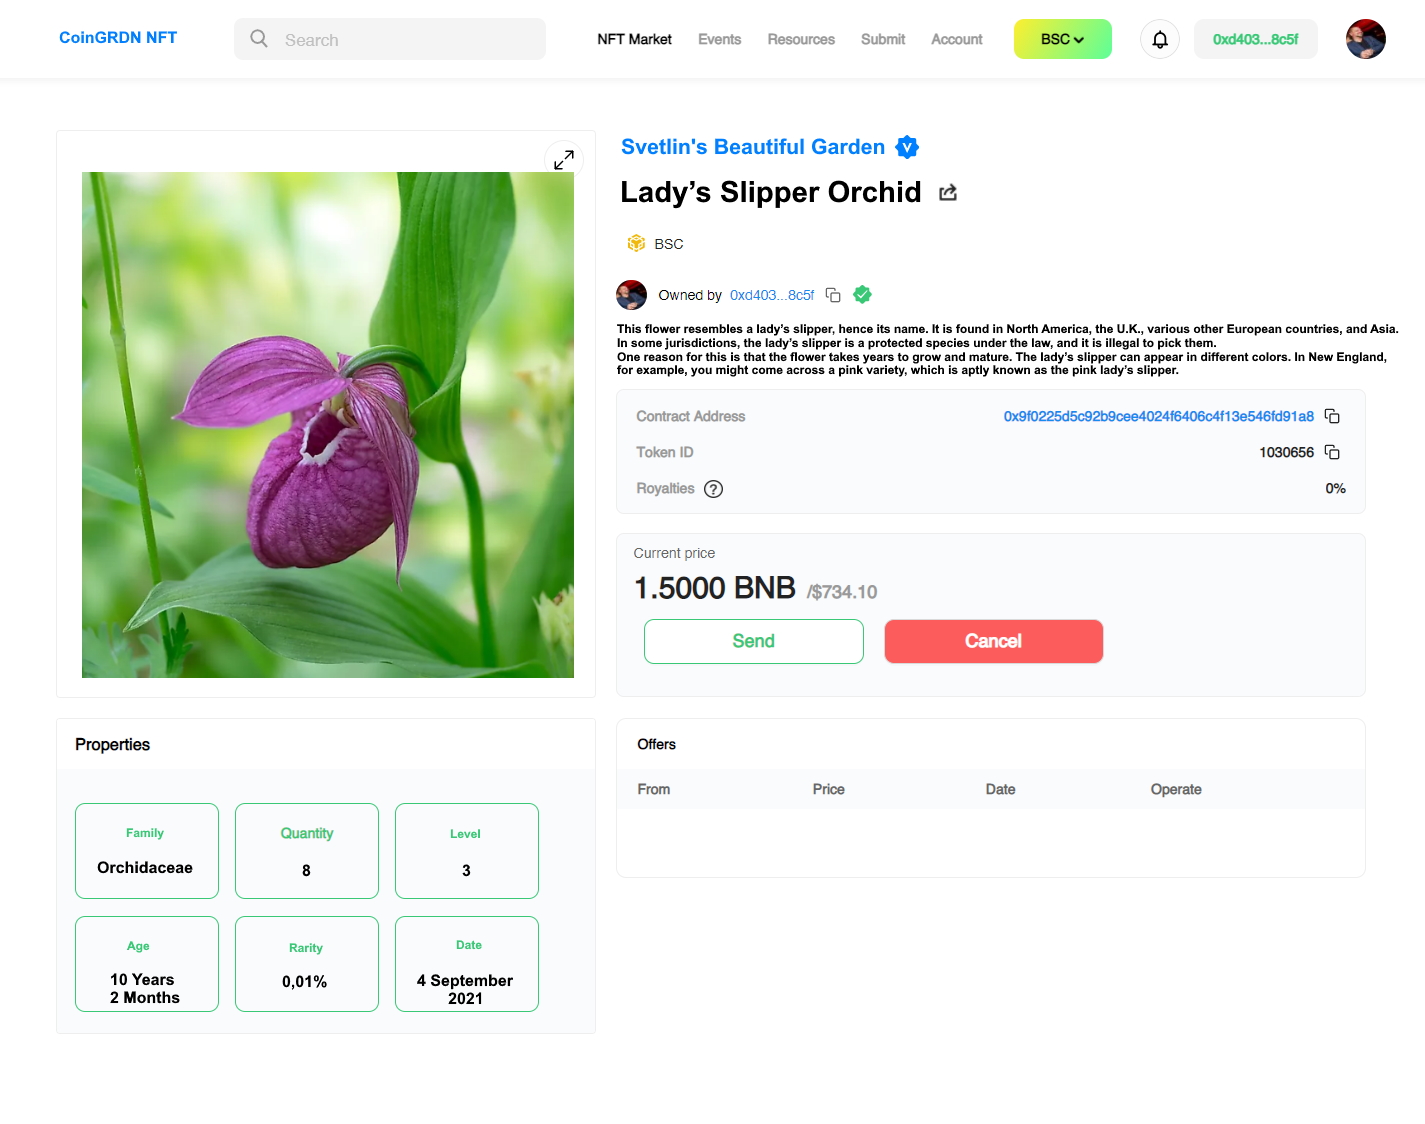 CoinGRDN NFT
Search
NFT Market
Events
Resources
Submit
Account
BSC
0xd403...8c5f
Svetlin's Beautiful Garden
Lady’s Slipper Orchid
BSC
Owned by 0xd403...8c5f
This flower resembles a lady’s slipper, hence its name. It is found in North America, the U.K., various other European countries, and Asia.
In some jurisdictions, the lady’s slipper is a protected species under the law, and it is illegal to pick them.
One reason for this is that the flower takes years to grow and mature. The lady’s slipper can appear in different colors. In New England,
for example, you might come across a pink variety, which is aptly known as the pink lady’s slipper.
Contract Address 0x9f0225d5c92b9cee4024f6406c4f13e546fd91a8
Token ID 1030656
Royalties ? 0%
Current price
1.5000 BNB /$734.10
Send
Cancel
Properties
Family
Orchidaceae
Quantity
8
Level
3
Age
10 Years
2 Months
Rarity
0,01%
Date
4 September
2021
Offers
From Price Date Operate